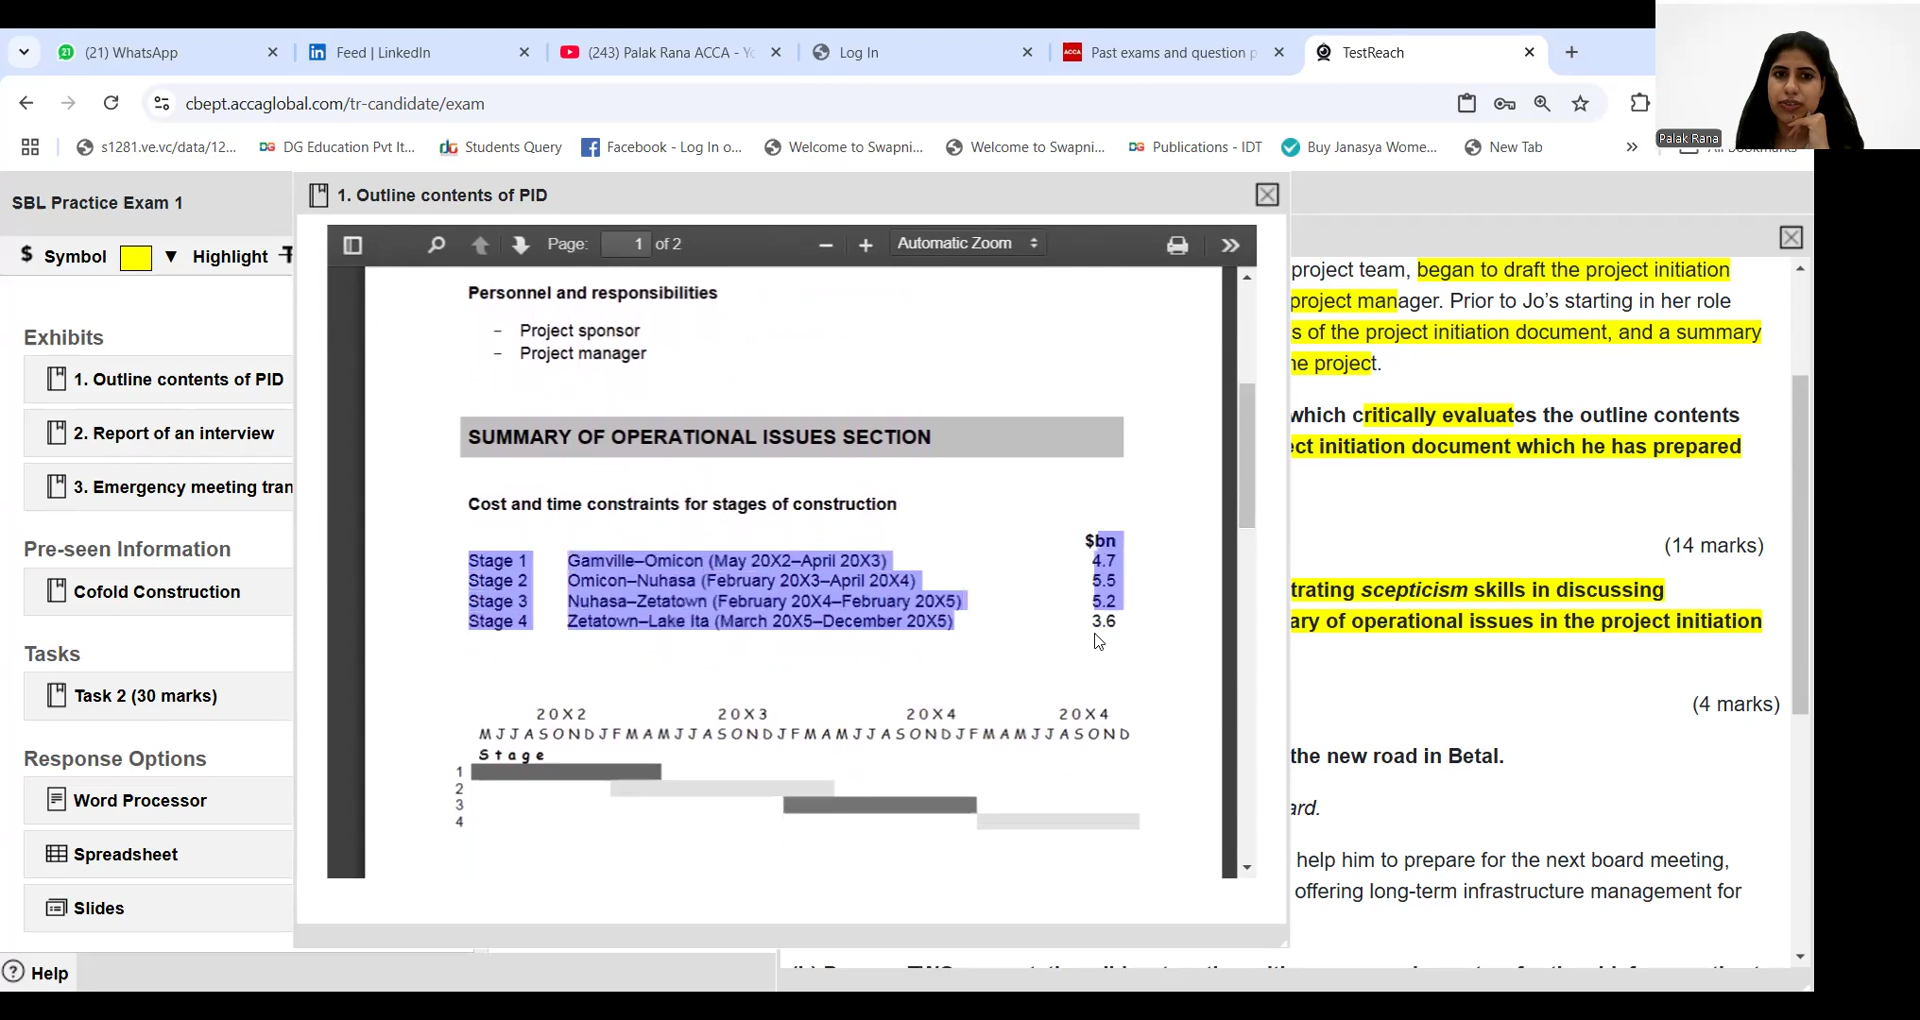 (21) WhatsApp
Feed | LinkedIn
(243) Palak Rana ACCA - Yo
Log In
Past exams and question p
TestReach
cbept.accaglobal.com/tr-candidate/exam
s1281.ve.vc/data/12...
DG Education Pvt It...
Students Query
Facebook - Log In o...
Welcome to Swapni...
Welcome to Swapni...
Publications - IDT
Buy Janasya Wome...
New Tab
Palak Rana
SBL Practice Exam 1
$ Symbol
Highlight
Exhibits
1. Outline contents of PID
2. Report of an interview
3. Emergency meeting tran
Pre-seen Information
Cofold Construction
Tasks
Task 2 (30 marks)
Response Options
Word Processor
Spreadsheet
Slides
Help
1. Outline contents of PID
Page: 1 of 2
Automatic Zoom
Personnel and responsibilities
- Project sponsor
- Project manager
SUMMARY OF OPERATIONAL ISSUES SECTION
Cost and time constraints for stages of construction
$bn
Stage 1 Gamville–Omicon (May 20X2–April 20X3) 4.7
Stage 2 Omicon–Nuhasa (February 20X3–April 20X4) 5.5
Stage 3 Nuhasa–Zetatown (February 20X4–February 20X5) 5.2
Stage 4 Zetatown–Lake Ita (March 20X5–December 20X5) 3.6
20X2 20X3 20X4 20X4
M J J A S O N D J F M A M J J A S O N D J F M A M J J A S O N D J F M A M J J A S O N D
Stage
1
2
3
4
project team, began to draft the project initiation
project manager. Prior to Jo's starting in her role
s of the project initiation document, and a summary
he project.
which critically evaluates the outline contents
ect initiation document which he has prepared
(14 marks)
trating scepticism skills in discussing
ary of operational issues in the project initiation
(4 marks)
the new road in Betal.
ard.
help him to prepare for the next board meeting,
offering long-term infrastructure management for